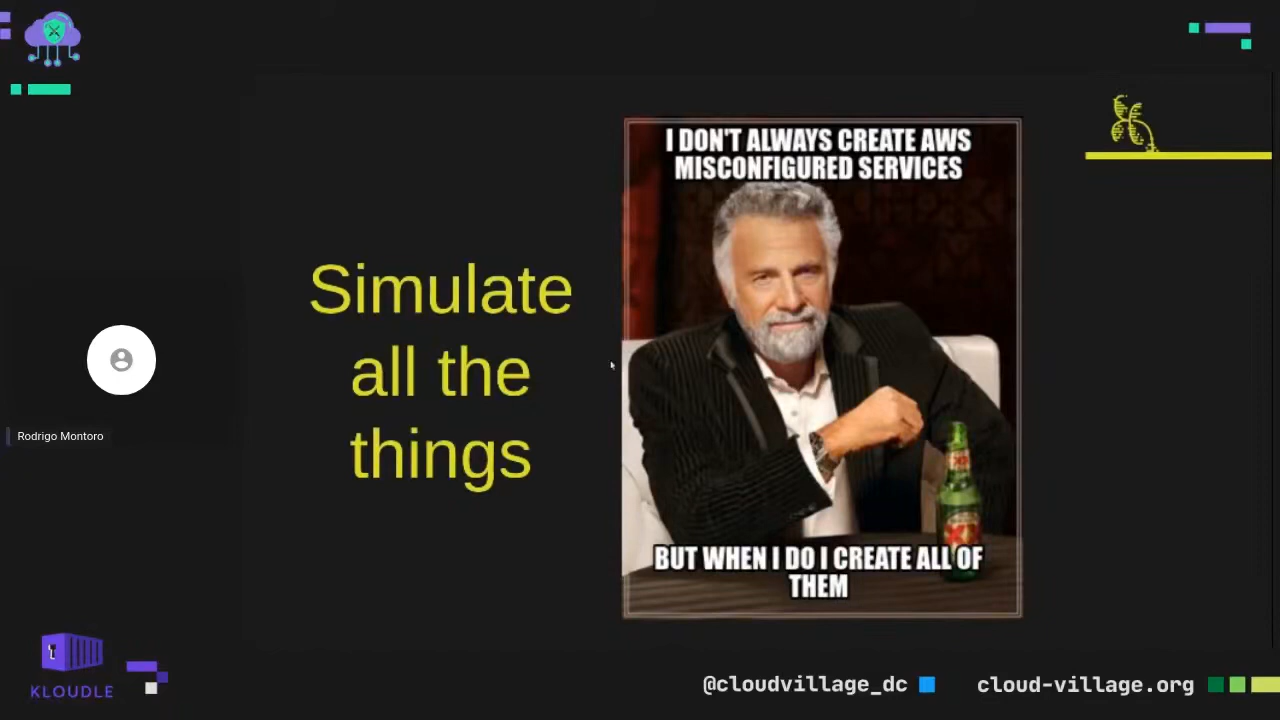 I DON'T ALWAYS CREATE AWS
MISCONFIGURED SERVICES
Simulate
all the
things
Rodrigo Montoro
XX
BUT WHEN I DO I CREATE ALL OF
THEM
KLOUDLE
@cloudvillage_dc
cloud-village.org